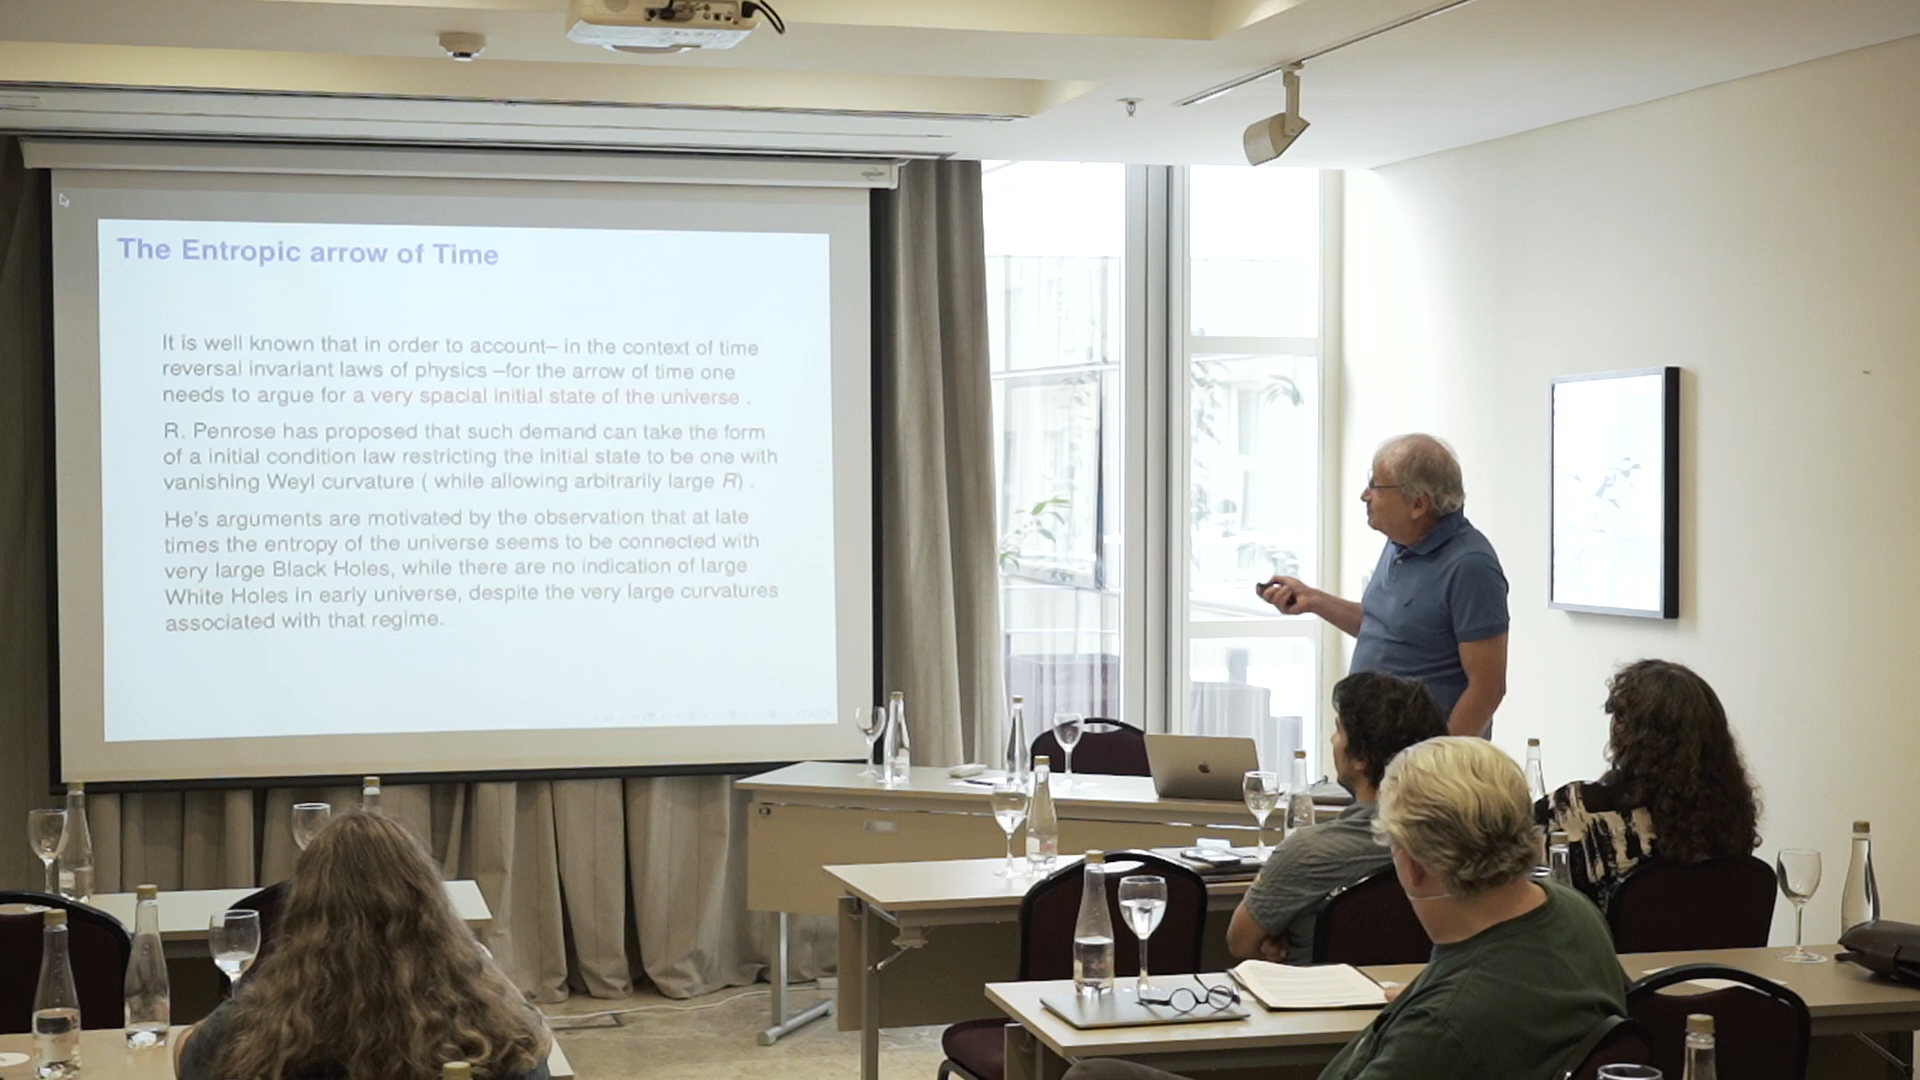 The Entropic arrow of Time
It is well known that in order to account– in the context of time
reversal invariant laws of physics –for the arrow of time one
needs to argue for a very spacial initial state of the universe .
R. Penrose has proposed that such demand can take the form
of a initial condition law restricting the initial state to be one with
vanishing Weyl curvature ( while allowing arbitrarily large R) .
He's arguments are motivated by the observation that at late
times the entropy of the universe seems to be connected with
very large Black Holes, while there are no indication of large
White Holes in early universe, despite the very large curvatures
associated with that regime.